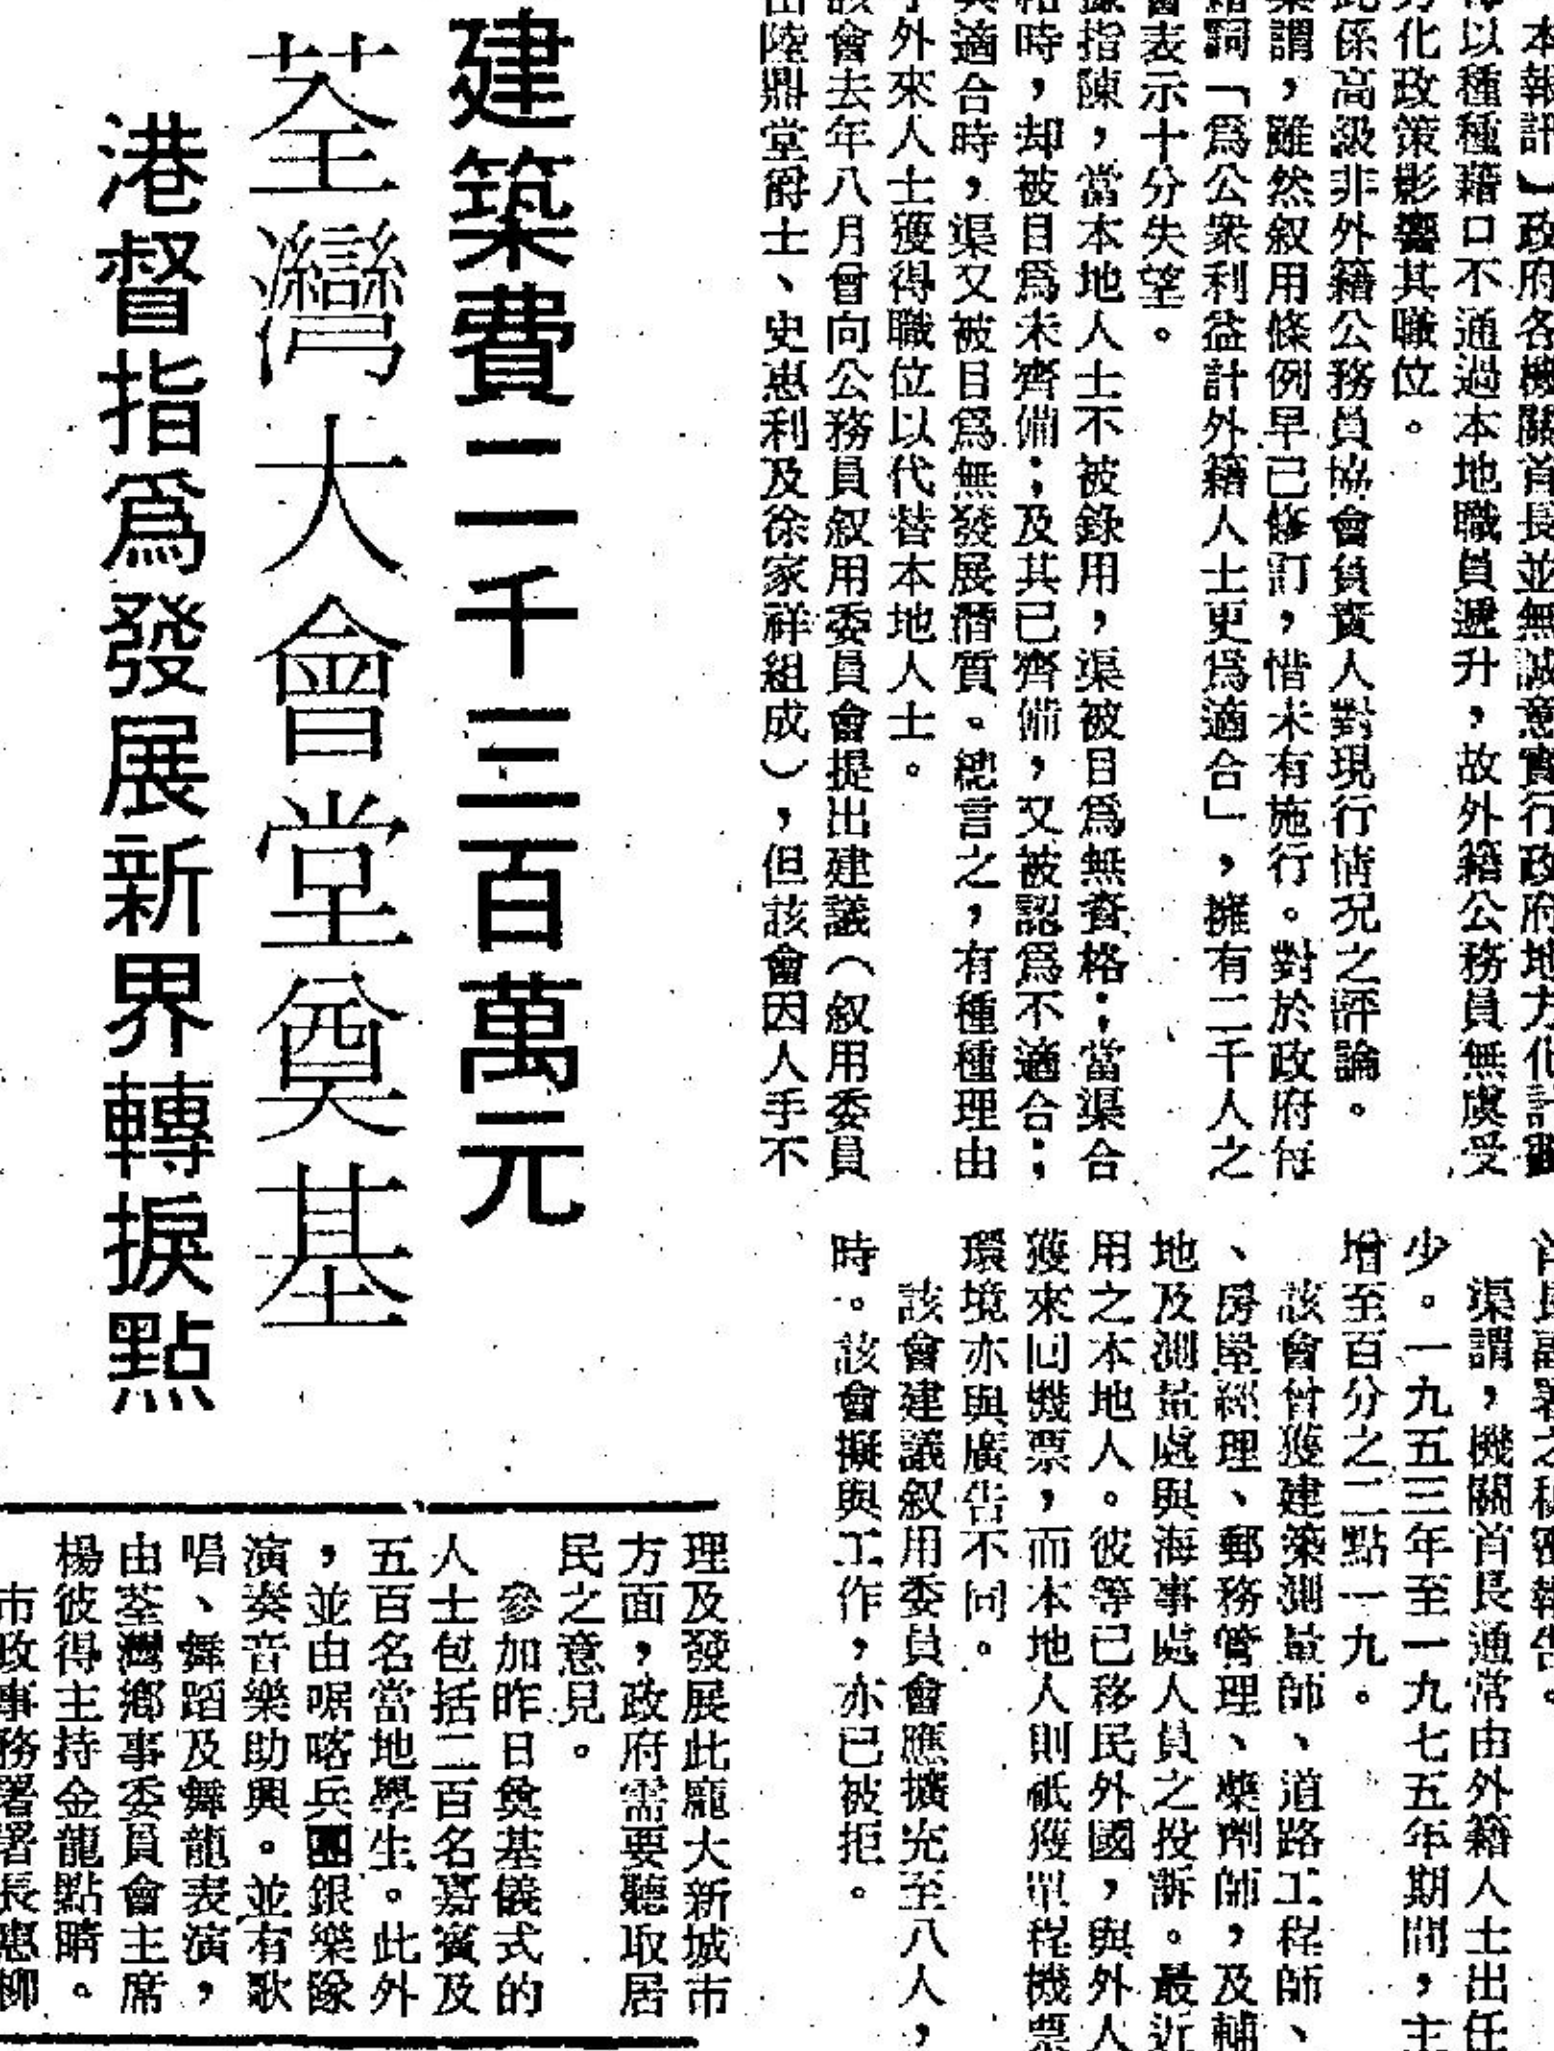 本報訊】政府各機關首長並無誠意實行政府地方化計劃
以種種藉口不通過本地職員遞升，故外籍公務員無虞受
化政策影響其職位。
此係高級非外籍公務員協會負責人對現行情况之評論。
謂，雖然叙用條例早已修訂，惜未有施行。對於政府每
詞「爲公衆利益計外籍人士更爲適合」，擁有二千人之
會表示十分失望。
據指陳，當本地人士不被錄用，渠被目爲無資格；當渠合
格時，却被目爲未齊備；及其已齊備，又被認爲不適合；
適合時，渠又被目爲無發展潛質。總言之，有種種理由
外來人士獲得職位以代替本地人士。
該會去年八月曾向公務員叙用委員會提出建議（叙用委員
由陸鼎堂爵士、史惠利及徐家祥組成），但該會因人手不
首長副署之秘密報告。
渠謂，機關首長通常由外籍人士出任
少。一九五三年至一九七五年期間，主
增至百分之二點一九。
該會曾獲建築測量師、道路工程師、
、房屋經理、郵務管理、藥劑師，及輔
地及測量處與海事處人員之投訴。最近
用之本地人。彼等已移民外國，與外人
獲來回機票，而本地人則祇獲單程機票
環境亦與廣告不同。
該會建議叙用委員會應擴充至八人，
時。該會擬與工作，亦已被拒。
建築費二千三百萬元
荃灣大會堂奠基
港督指爲發展新界轉捩點
理及發展此龐大新城市
方面，政府需要聽取居
民之意見。
參加昨日奠基儀式的
人士包括二百名嘉賓及
五百名當地學生。此外
，並由啹喀兵團銀樂隊
演奏音樂助興。並有歌
唱、舞蹈及舞龍表演，
由荃灣鄉事委員會主席
楊彼得主持金龍點睛。
市政事務署署長惠柳